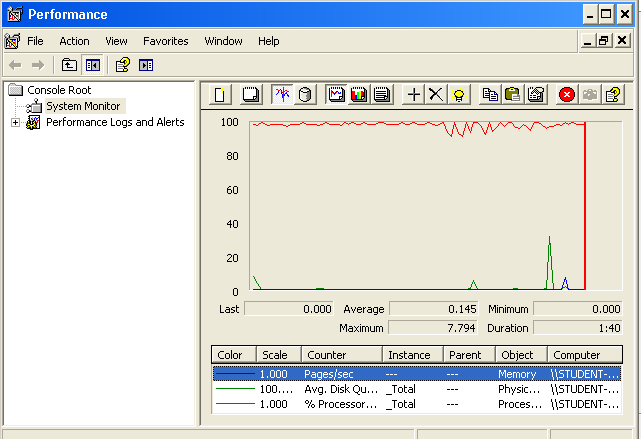 Performance
File Action View Favorites Window Help
Console Root
System Monitor
Performance Logs and Alerts
100
80
60
40
20
0
Last 0.000 Average 0.145 Minimum 0.000
Maximum 7.794 Duration 1:40
Color Scale Counter Instance Parent Object Computer
1.000 Pages/sec --- --- Memory \\STUDENT-...
100.... Avg. Disk Qu... _Total --- Physic... \\STUDENT-...
1.000 % Processor... _Total --- Proces... \\STUDENT-...